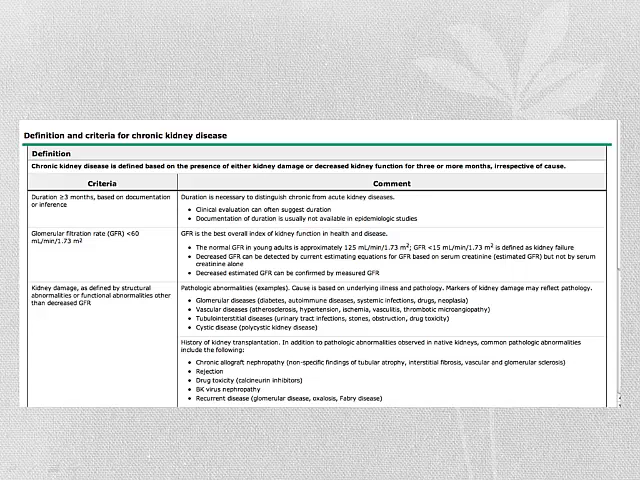 Definition and criteria for chronic kidney disease
Definition
Chronic kidney disease is defined based on the presence of either kidney damage or decreased kidney function for three or more months, irrespective of cause.
Criteria
Comment
Duration ≥3 months, based on documentation
or inference
Duration is necessary to distinguish chronic from acute kidney diseases.
• Clinical evaluation can often suggest duration
• Documentation of duration is usually not available in epidemiologic studies
Glomerular filtration rate (GFR) <60
mL/min/1.73 m²
GFR is the best overall index of kidney function in health and disease.
• The normal GFR in young adults is approximately 125 mL/min/1.73 m²; GFR <15 mL/min/1.73 m² is defined as kidney failure
• Decreased GFR can be detected by current estimating equations for GFR based on serum creatinine (estimated GFR) but not by serum
creatinine alone
• Decreased estimated GFR can be confirmed by measured GFR
Kidney damage, as defined by structural
abnormalities or functional abnormalities other
than decreased GFR
Pathologic abnormalities (examples). Cause is based on underlying illness and pathology. Markers of kidney damage may reflect pathology.
• Glomerular diseases (diabetes, autoimmune diseases, systemic infections, drugs, neoplasia)
• Vascular diseases (atherosclerosis, hypertension, ischemia, vasculitis, thrombotic microangiopathy)
• Tubulointerstitial diseases (urinary tract infections, stones, obstruction, drug toxicity)
• Cystic disease (polycystic kidney disease)
History of kidney transplantation. In addition to pathologic abnormalities observed in native kidneys, common pathologic abnormalities
include the following:
• Chronic allograft nephropathy (non-specific findings of tubular atrophy, interstitial fibrosis, vascular and glomerular sclerosis)
• Rejection
• Drug toxicity (calcineurin inhibitors)
• BK virus nephropathy
• Recurrent disease (glomerular disease, oxalosis, Fabry disease)